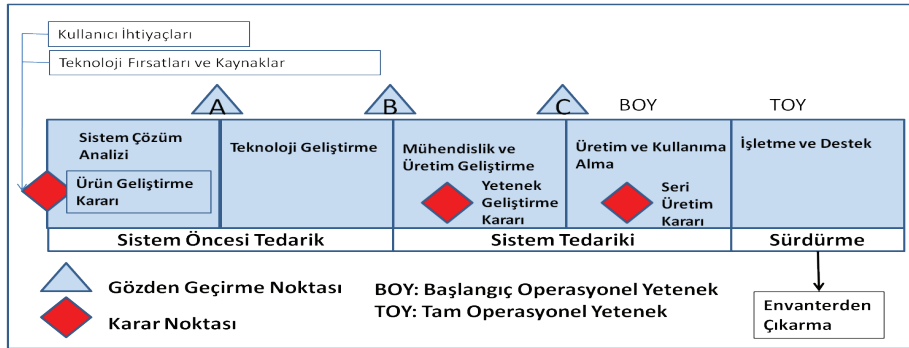 Kullanıcı İhtiyaçları
Teknoloji Fırsatları ve Kaynaklar
A
B
C
BOY
TOY
Sistem Çözüm
Analizi
Ürün Geliştirme
Kararı
Teknoloji Geliştirme
Mühendislik ve
Üretim Geliştirme
Yetenek
Geliştirme
Kararı
Üretim ve Kullanıma
Alma
Seri
Üretim
Kararı
İşletme ve Destek
Sistem Öncesi Tedarik
Sistem Tedariki
Sürdürme
Gözden Geçirme Noktası
Karar Noktası
BOY: Başlangıç Operasyonel Yetenek
TOY: Tam Operasyonel Yetenek
Envanterden
Çıkarma